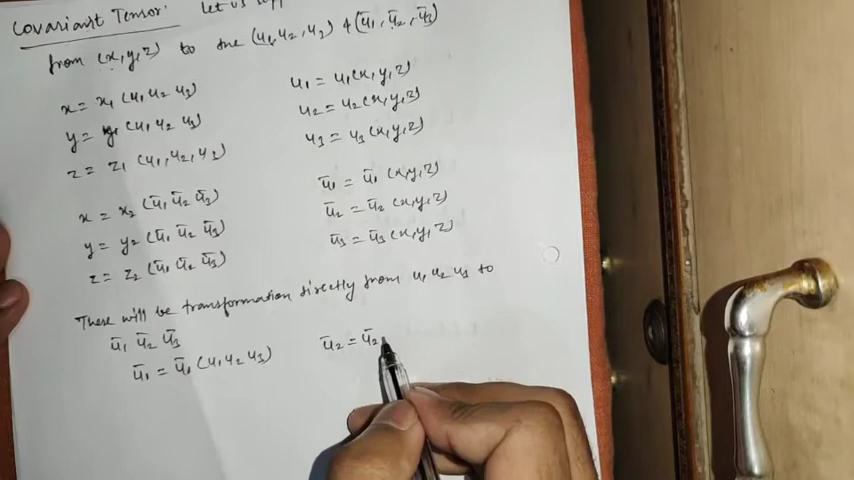 Covariant Tensor: Let us
from (x, y, z) to the (u₁, u₂, u₃) & (ū₁, ū₂, ū₃)
x = x₁ (u₁ u₂ u₃) u₁ = u₁(x, y, z)
y = y₁ (u₁ u₂ u₃) u₂ = u₂(x, y, z)
z = z₁ (u₁, u₂, u₃) u₃ = u₃(x, y, z)
x = x₂ (ū₁ ū₂ ū₃) ū₁ = ū₁ (x, y, z)
y = y₂ (ū₁ ū₂ ū₃) ū₂ = ū₂ (x, y, z)
z = z₂ (ū₁ ū₂ ū₃) ū₃ = ū₃ (x, y, z)
There will be transformation directly from u₁ u₂ u₃ to
ū₁ ū₂ ū₃
ū₁ = ū₁ (u₁ u₂ u₃) ū₂ = ū₂